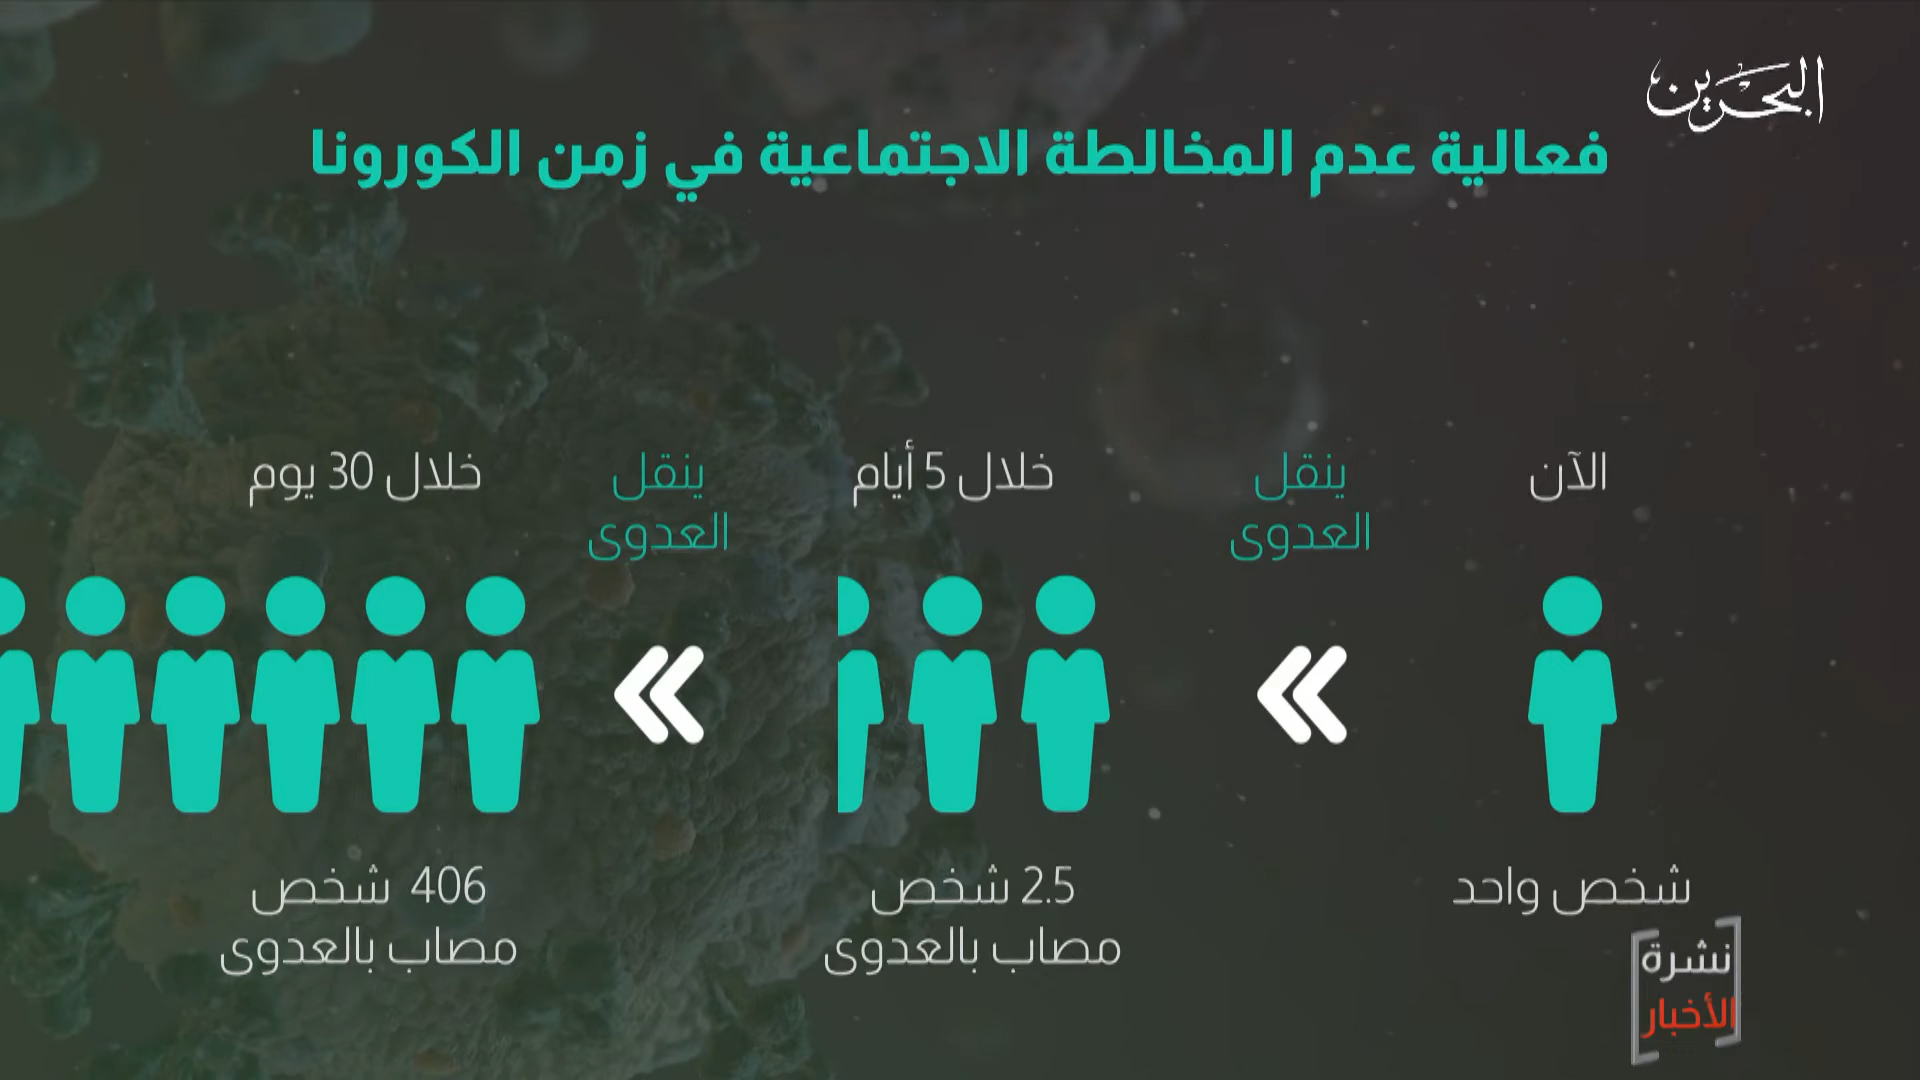 البحرين
فعالية عدم المخالطة الاجتماعية في زمن الكورونا
الآن
ينقل
العدوى
خلال 5 أيام
ينقل
العدوى
خلال 30 يوم
شخص واحد
2.5 شخص
مصاب بالعدوى
406 شخص
مصاب بالعدوى
نشرة
الأخبار